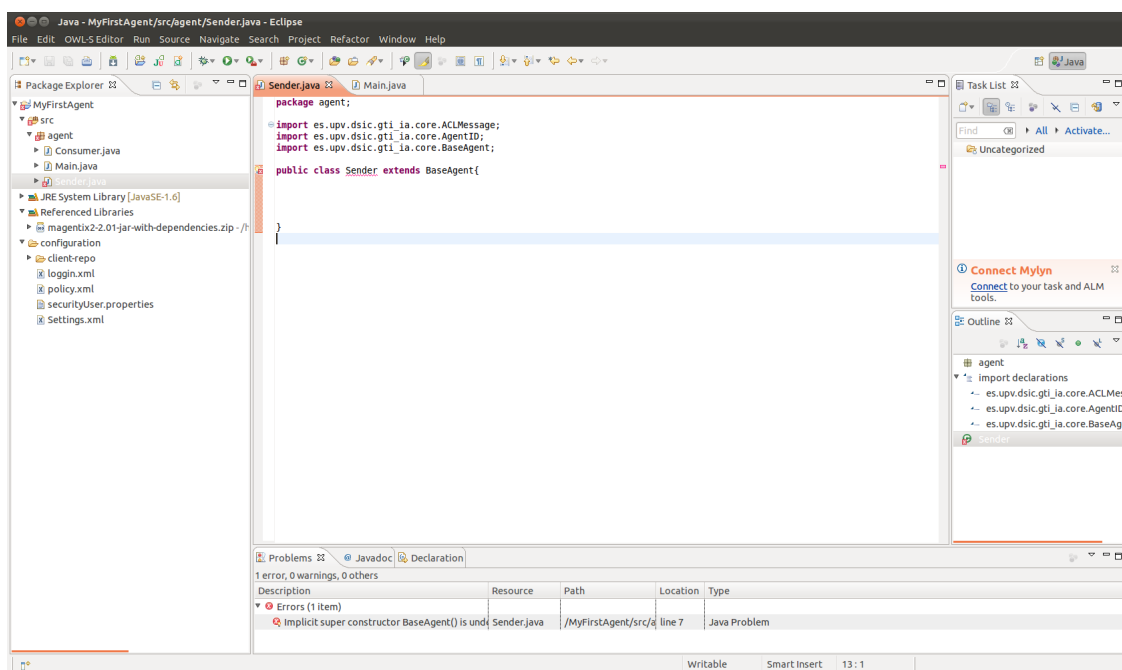 Java - MyFirstAgent/src/agent/Sender.java - Eclipse
File Edit OWL-S Editor Run Source Navigate Search Project Refactor Window Help
Java
Package Explorer
MyFirstAgent
src
agent
Consumer.java
Main.java
Sender.java
JRE System Library [JavaSE-1.6]
Referenced Libraries
magentix2-2.01-jar-with-dependencies.zip - /h
configuration
client-repo
loggin.xml
policy.xml
securityUser.properties
Settings.xml
Sender.java Main.java
package agent;
import es.upv.dsic.gti_ia.core.ACLMessage;
import es.upv.dsic.gti_ia.core.AgentID;
import es.upv.dsic.gti_ia.core.BaseAgent;
public class Sender extends BaseAgent{
}
Task List
Find All Activate...
Uncategorized
Connect Mylyn
Connect to your task and ALM
tools.
Outline
agent
import declarations
es.upv.dsic.gti_ia.core.ACLMes
es.upv.dsic.gti_ia.core.AgentID
es.upv.dsic.gti_ia.core.BaseAg
Sender
Problems @ Javadoc Declaration
1 error, 0 warnings, 0 others
Description Resource Path Location Type
Errors (1 item)
Implicit super constructor BaseAgent() is unde Sender.java /MyFirstAgent/src/a line 7 Java Problem
Writable Smart Insert 13 : 1